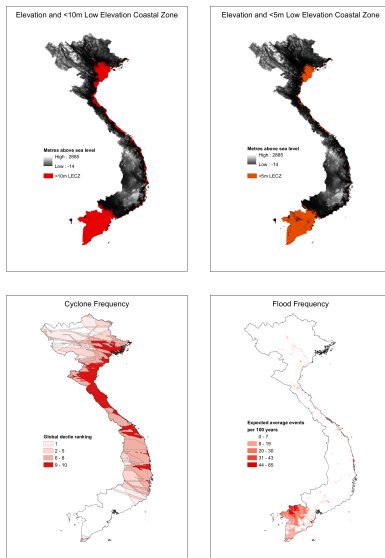 Elevation and <10m Low Elevation Coastal Zone
Metres above sea level
High : 2885
Low : -14
<10m LECZ
Elevation and <5m Low Elevation Coastal Zone
Metres above sea level
High : 2885
Low : -14
<5m LECZ
Cyclone Frequency
Global decile ranking
1
2 - 5
6 - 8
9 - 10
Flood Frequency
Expected average events
per 100 years
0 - 7
8 - 19
20 - 30
31 - 43
44 - 65